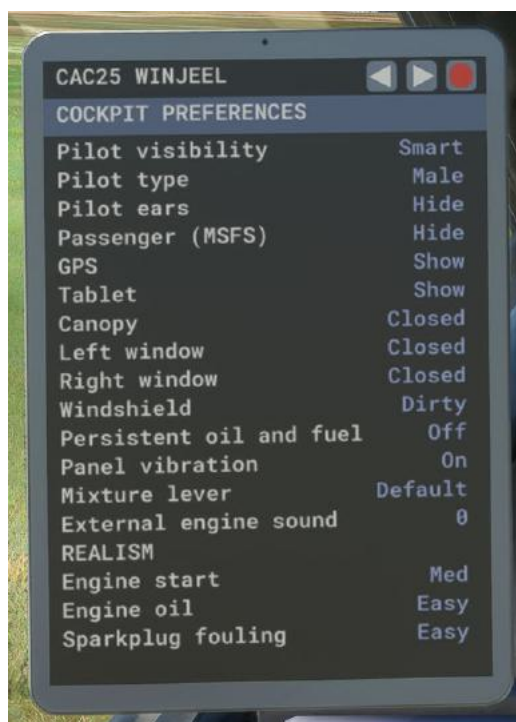 CAC25 WINJEEL
COCKPIT PREFERENCES
Pilot visibility Smart
Pilot type Male
Pilot ears Hide
Passenger (MSFS) Hide
GPS Show
Tablet Show
Canopy Closed
Left window Closed
Right window Closed
Windshield Dirty
Persistent oil and fuel Off
Panel vibration On
Mixture lever Default
External engine sound 0
REALISM
Engine start Med
Engine oil Easy
Sparkplug fouling Easy